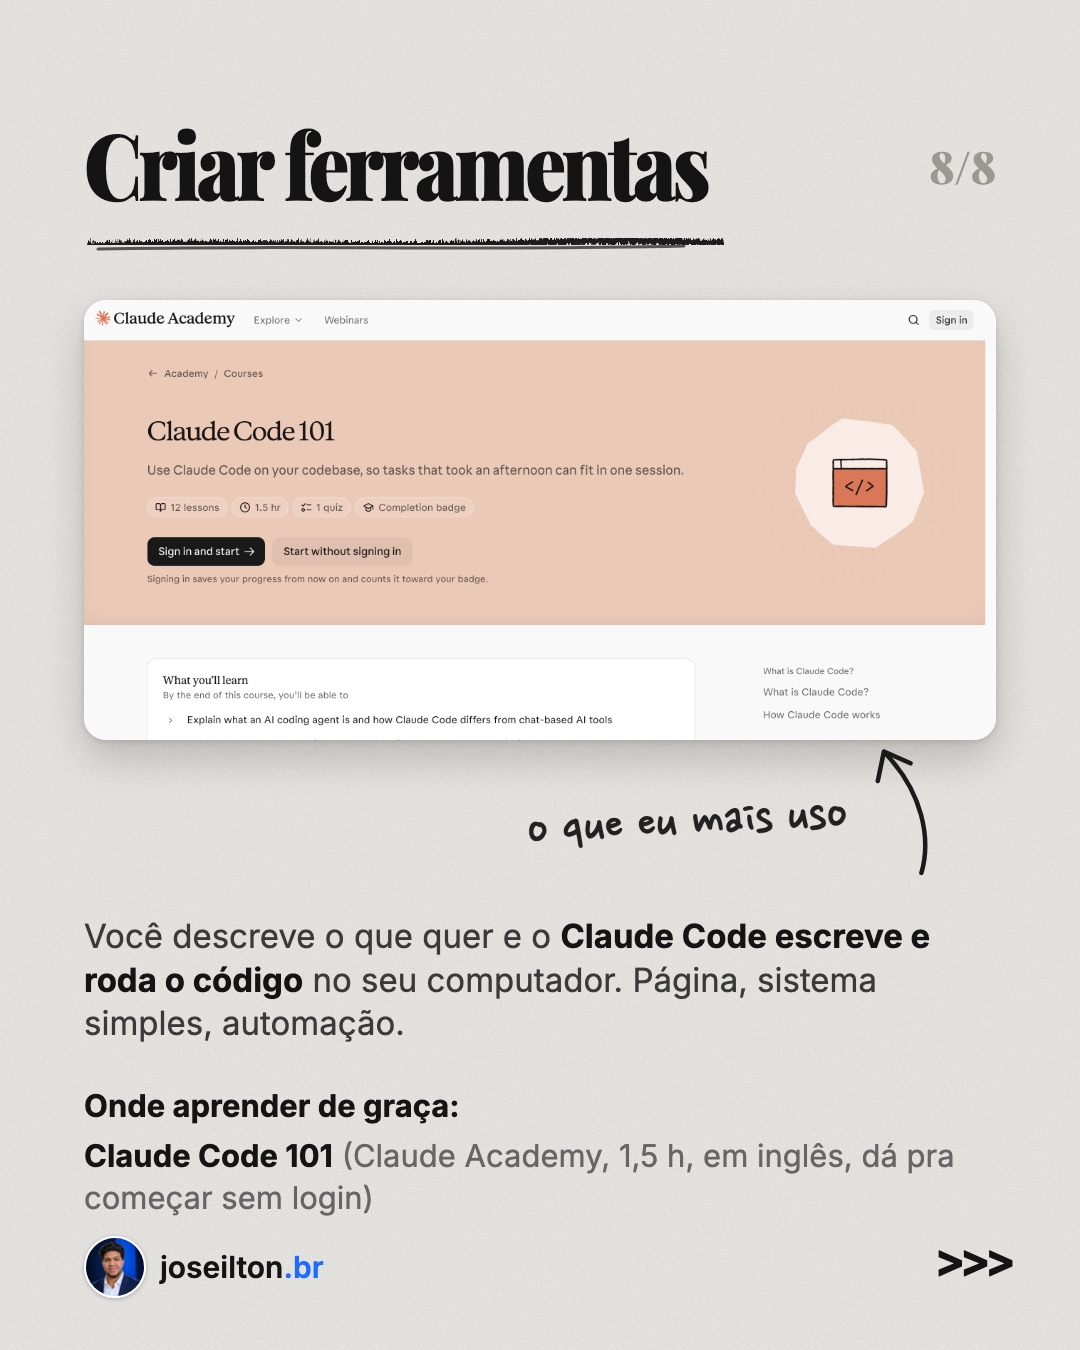 Criar ferramentas
8/8
Claude Academy
Explore
Webinars
Sign in
← Academy / Courses
Claude Code 101
Use Claude Code on your codebase, so tasks that took an afternoon can fit in one session.
12 lessons
1.5 hr
1 quiz
Completion badge
Sign in and start →
Start without signing in
Signing in saves your progress from now on and counts it toward your badge.
</>
What you'll learn
By the end of this course, you'll be able to
› Explain what an AI coding agent is and how Claude Code differs from chat-based AI tools
What is Claude Code?
What is Claude Code?
How Claude Code works
o que eu mais uso
Você descreve o que quer e o Claude Code escreve e
roda o código no seu computador. Página, sistema
simples, automação.
Onde aprender de graça:
Claude Code 101 (Claude Academy, 1,5 h, em inglês, dá pra
começar sem login)
joseilton.br
>>>